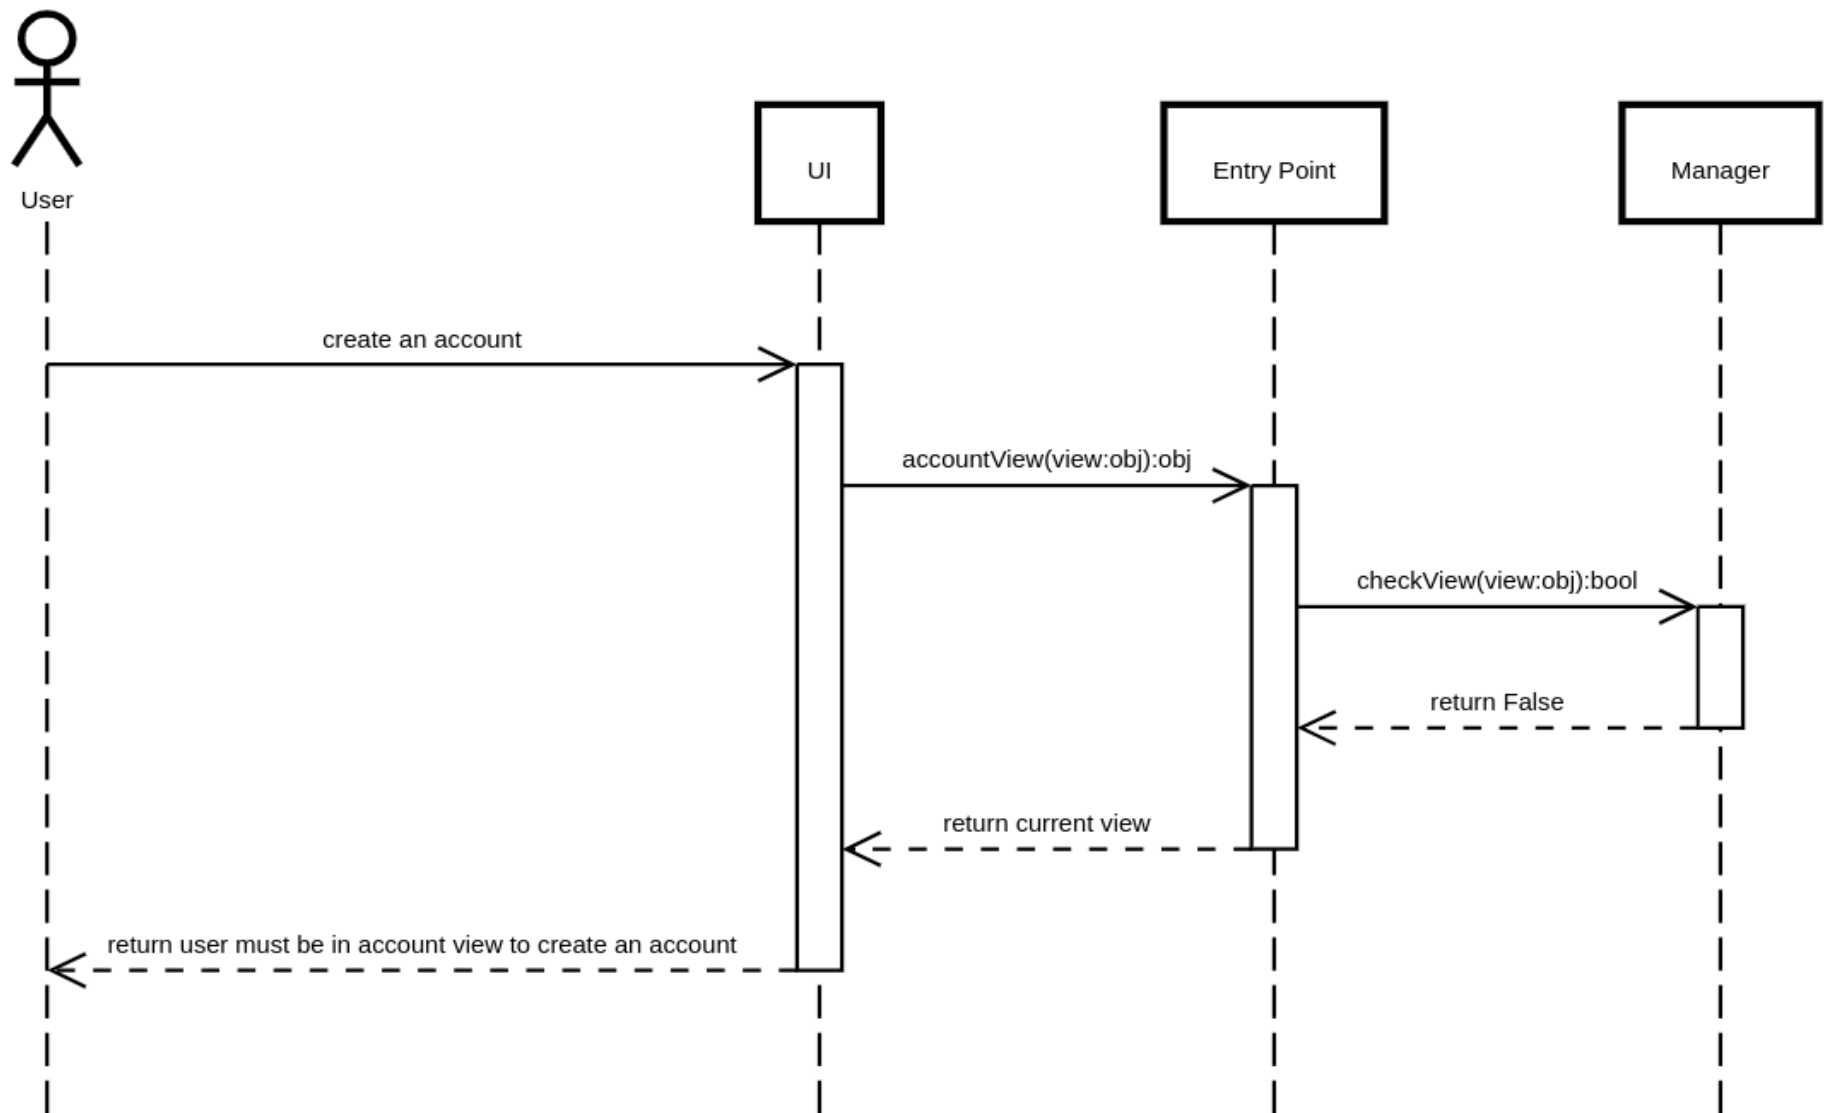 User
UI
Entry Point
Manager
create an account
accountView(view:obj):obj
checkView(view:obj):bool
return False
return current view
return user must be in account view to create an account